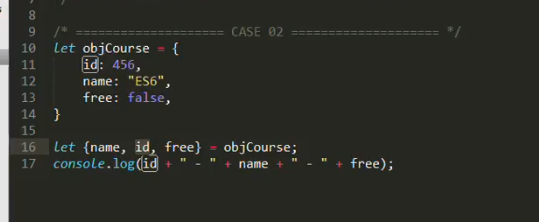 8
9 /* ==================== CASE 02 ==================== */
10 let objCourse = {
11 id: 456,
12 name: "ES6",
13 free: false,
14 }
15
16 let {name, id, free} = objCourse;
17 console.log(id + " - " + name + " - " + free);